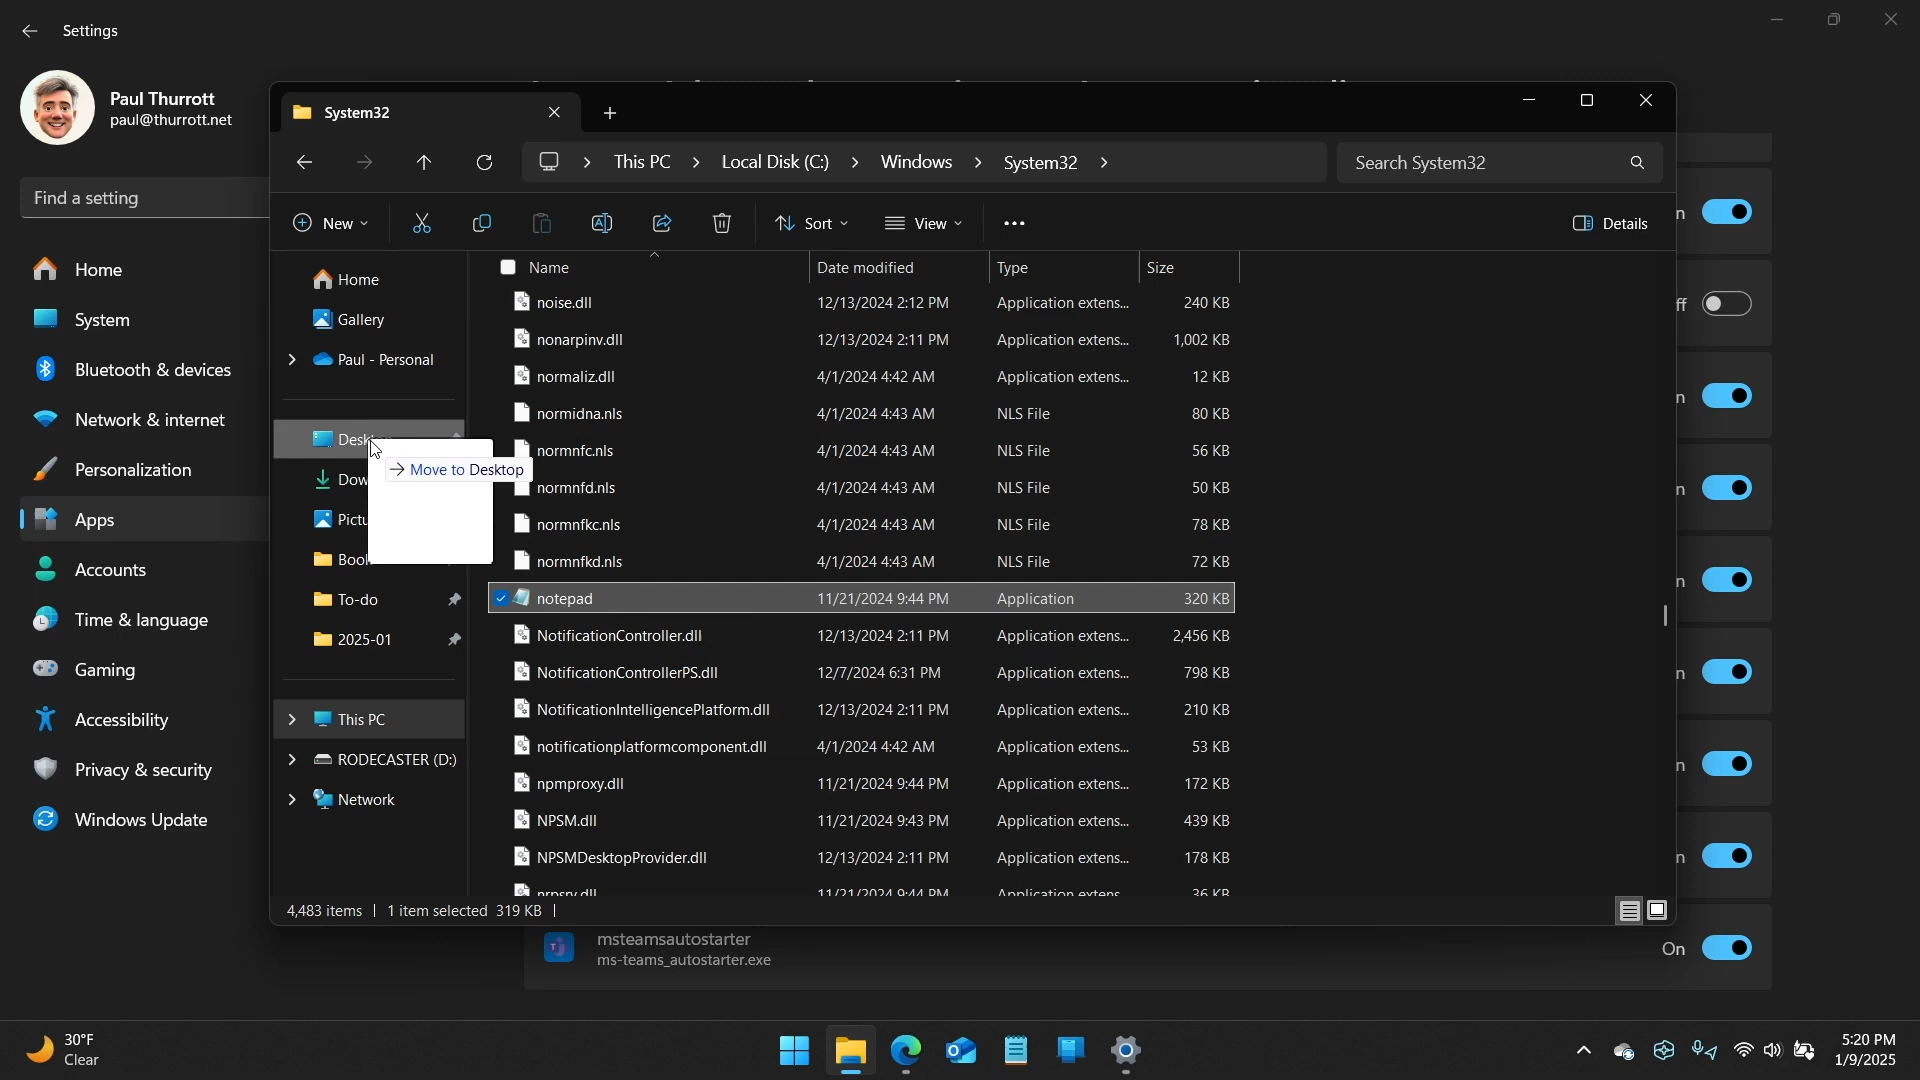 Settings
Paul Thurrott
paul@thurrott.net
Find a setting
Home
System
Bluetooth & devices
Network & internet
Personalization
Apps
Accounts
Time & language
Gaming
Accessibility
Privacy & security
Windows Update
System32
This PC > Local Disk (C:) > Windows > System32 >
Search System32
New
Sort
View
Details
Home
Gallery
Paul - Personal
Move to Desktop
To-do
2025-01
This PC
RODECASTER (D:)
Network
Name Date modified Type Size
noise.dll 12/13/2024 2:12 PM Application extens... 240 KB
nonarpinv.dll 12/13/2024 2:11 PM Application extens... 1,002 KB
normaliz.dll 4/1/2024 4:42 AM Application extens... 12 KB
normidna.nls 4/1/2024 4:43 AM NLS File 80 KB
normnfc.nls 4/1/2024 4:43 AM NLS File 56 KB
normnfd.nls 4/1/2024 4:43 AM NLS File 50 KB
normnfkc.nls 4/1/2024 4:43 AM NLS File 78 KB
normnfkd.nls 4/1/2024 4:43 AM NLS File 72 KB
notepad 11/21/2024 9:44 PM Application 320 KB
NotificationController.dll 12/13/2024 2:11 PM Application extens... 2,456 KB
NotificationControllerPS.dll 12/7/2024 6:31 PM Application extens... 798 KB
NotificationIntelligencePlatform.dll 12/13/2024 2:11 PM Application extens... 210 KB
notificationplatformcomponent.dll 4/1/2024 4:42 AM Application extens... 53 KB
npmproxy.dll 11/21/2024 9:44 PM Application extens... 172 KB
NPSM.dll 11/21/2024 9:43 PM Application extens... 439 KB
NPSMDesktopProvider.dll 12/13/2024 2:11 PM Application extens... 178 KB
11/21/2024 9:44 PM Application extens... 36 KB
4,483 items 1 item selected 319 KB
msteamsautostarter
ms-teams_autostarter.exe
On
30°F
Clear
5:20 PM
1/9/2025